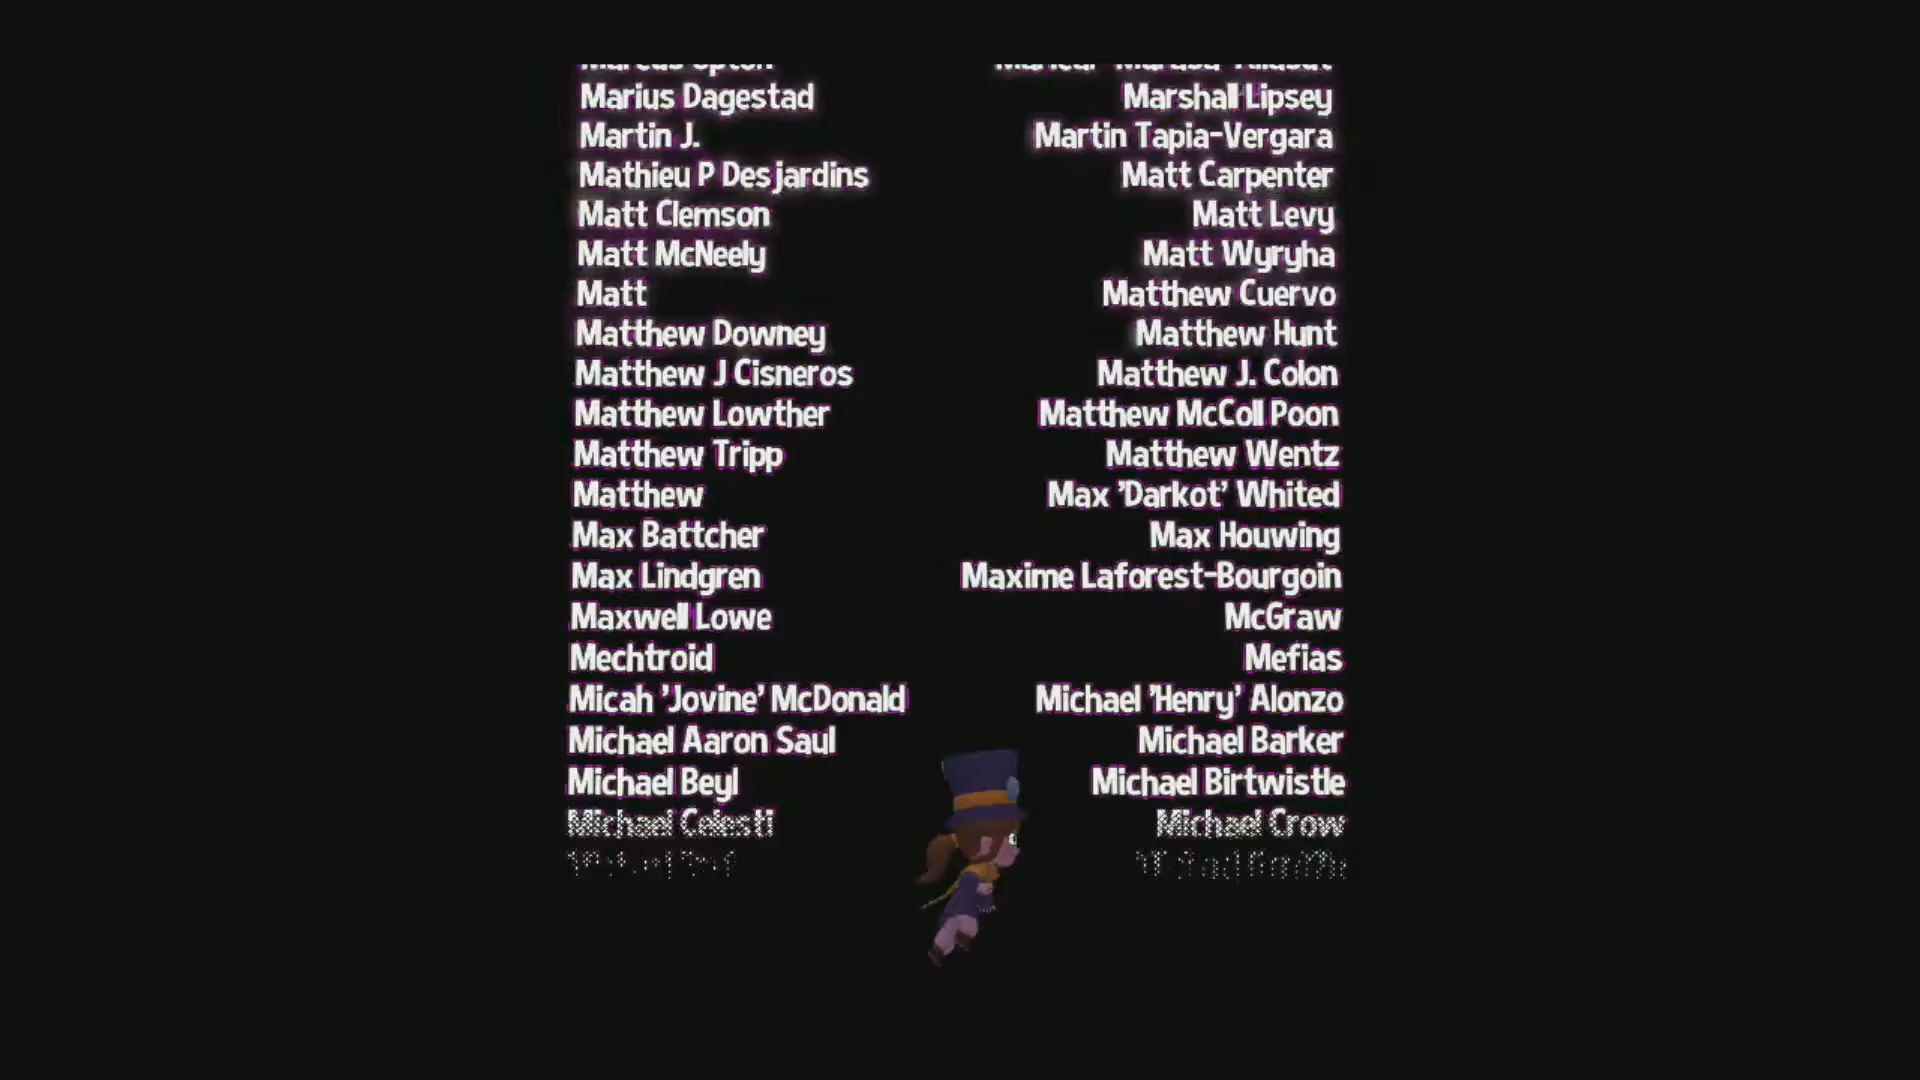 Marius Dagestad Marshall Lipsey
Martin J. Martin Tapia-Vergara
Mathieu P Desjardins Matt Carpenter
Matt Clemson Matt Levy
Matt McNeely Matt Wyryha
Matt Matthew Cuervo
Matthew Downey Matthew Hunt
Matthew J Cisneros Matthew J. Colon
Matthew Lowther Matthew McColl Poon
Matthew Tripp Matthew Wentz
Matthew Max 'Darkot' Whited
Max Battcher Max Houwing
Max Lindgren Maxime Laforest-Bourgoin
Maxwell Lowe McGraw
Mechtroid Mefias
Micah 'Jovine' McDonald Michael 'Henry' Alonzo
Michael Aaron Saul Michael Barker
Michael Beyl Michael Birtwistle
Michael Celesti Michael Crow